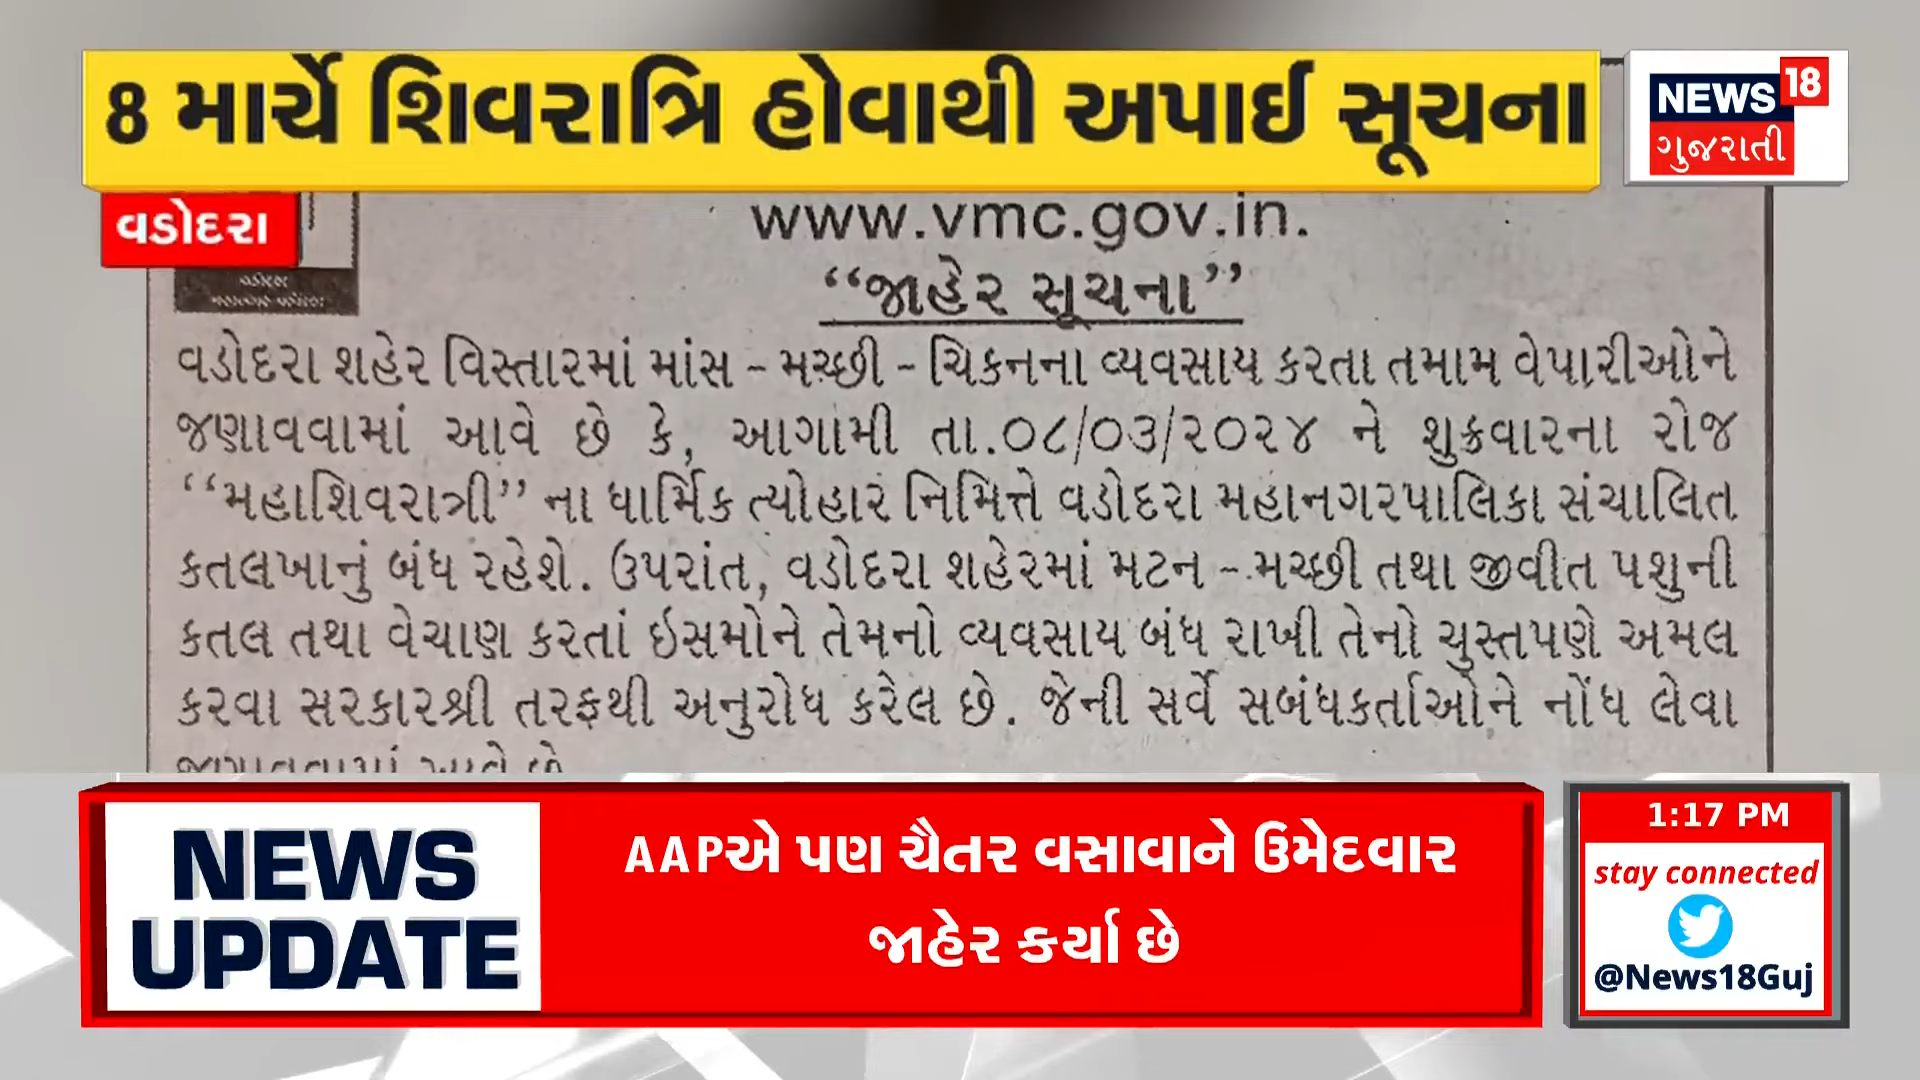 8 માર્ચે શિવરાત્રિ હોવાથી અપાઈ સૂચના
NEWS 18
ગુજરાતી
વડોદરા
www.vmc.gov.in.
“જાહેર સૂચના”
વડોદરા શહેર વિસ્તારમાં માંસ - મચ્છી - ચિકનના વ્યવસાય કરતા તમામ વેપારીઓને
જણાવવામાં આવે છે કે, આગામી તા.૦૮/૦૩/૨૦૨૪ ને શુક્રવારના રોજ
“મહાશિવરાત્રી” ના ધાર્મિક ત્યોહાર નિમિત્તે વડોદરા મહાનગરપાલિકા સંચાલિત
કતલખાનું બંધ રહેશે. ઉપરાંત, વડોદરા શહેરમાં મટન - મચ્છી તથા જીવીત પશુની
કતલ તથા વેચાણ કરતાં ઇસમોને તેમનો વ્યવસાય બંધ રાખી તેનો ચુસ્તપણે અમલ
કરવા સરકારશ્રી તરફથી અનુરોધ કરેલ છે. જેની સર્વે સબંધકર્તાઓને નોંધ લેવા
NEWS
UPDATE
AAPએ પણ ચૈતર વસાવાને ઉમેદવાર
જાહેર કર્યા છે
1:17 PM
stay connected
@News18Guj